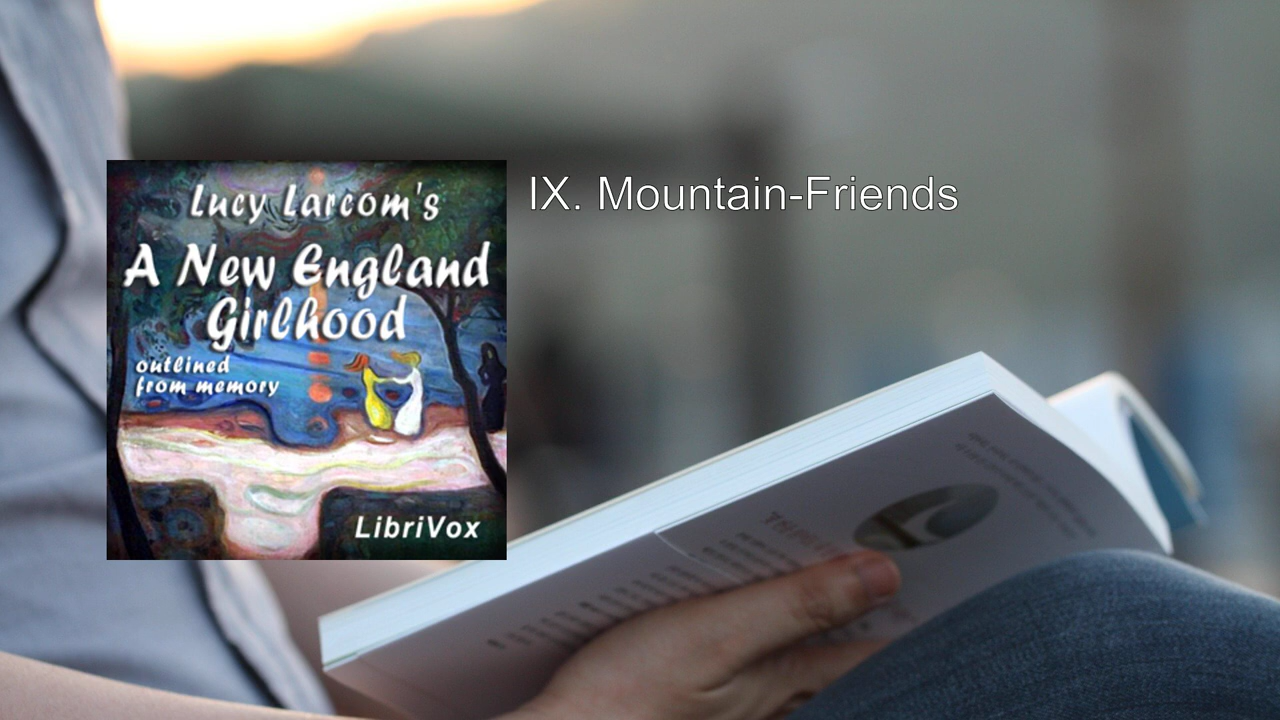 Lucy Larcom's
A New England
Girlhood
outlined
from memory
LibriVox
IX. Mountain-Friends